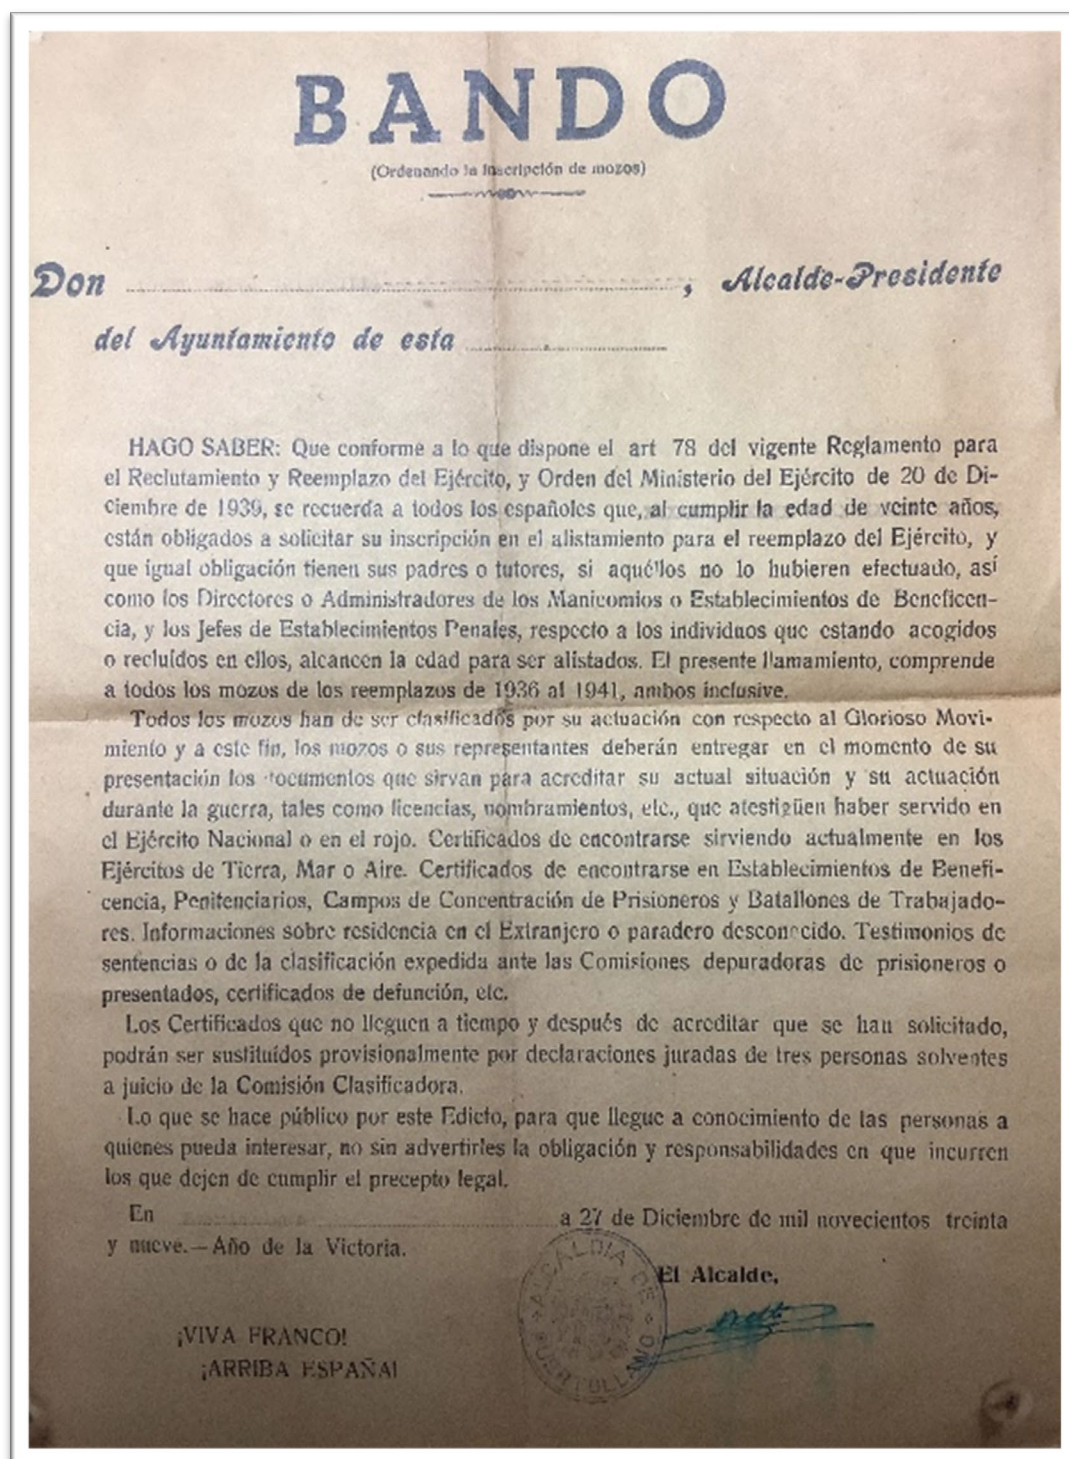 BANDO
(Ordenando la inscripción de mozos)
Don , Alcalde-Presidente
del Ayuntamiento de esta
HAGO SABER: Que conforme a lo que dispone el art 78 del vigente Reglamento para
el Reclutamiento y Reemplazo del Ejército, y Orden del Ministerio del Ejército de 20 de Di-
ciembre de 1939, se recuerda a todos los españoles que, al cumplir la edad de veinte años,
están obligados a solicitar su inscripción en el alistamiento para el reemplazo del Ejército, y
que igual obligación tienen sus padres o tutores, si aquéllos no lo hubieren efectuado, así
como los Directores o Administradores de los Manicomios o Establecimientos de Beneficen-
cia, y los Jefes de Establecimientos Penales, respecto a los individuos que estando acogidos
o recluídos en ellos, alcancen la edad para ser alistados. El presente llamamiento, comprende
a todos los mozos de los reemplazos de 1936 al 1941, ambos inclusive.
Todos los mozos han de ser clasificados por su actuación con respecto al Glorioso Movi-
miento y a este fin, los mozos o sus representantes deberán entregar en el momento de su
presentación los documentos que sirvan para acreditar su actual situación y su actuación
durante la guerra, tales como licencias, nombramientos, etc., que atestigüen haber servido en
el Ejército Nacional o en el rojo. Certificados de encontrarse sirviendo actualmente en los
Ejércitos de Tierra, Mar o Aire. Certificados de encontrarse en Establecimientos de Benefi-
cencia, Penitenciarios, Campos de Concentración de Prisioneros y Batallones de Trabajado-
res. Informaciones sobre residencia en el Extranjero o paradero desconocido. Testimonios de
sentencias o de la clasificación expedida ante las Comisiones depuradoras de prisioneros o
presentados, certificados de defunción, etc.
Los Certificados que no lleguen a tiempo y después de acreditar que se han solicitado,
podrán ser sustituídos provisionalmente por declaraciones juradas de tres personas solventes
a juicio de la Comisión Clasificadora.
Lo que se hace público por este Edicto, para que llegue a conocimiento de las personas a
quienes pueda interesar, no sin advertirles la obligación y responsabilidades en que incurren
los que dejen de cumplir el precepto legal.
En a 27 de Diciembre de mil novecientos treinta
y nueve.—Año de la Victoria.
El Alcalde,
ALCALDIA DE PUERTOLLANO
¡VIVA FRANCO!
¡ARRIBA ESPAÑA!